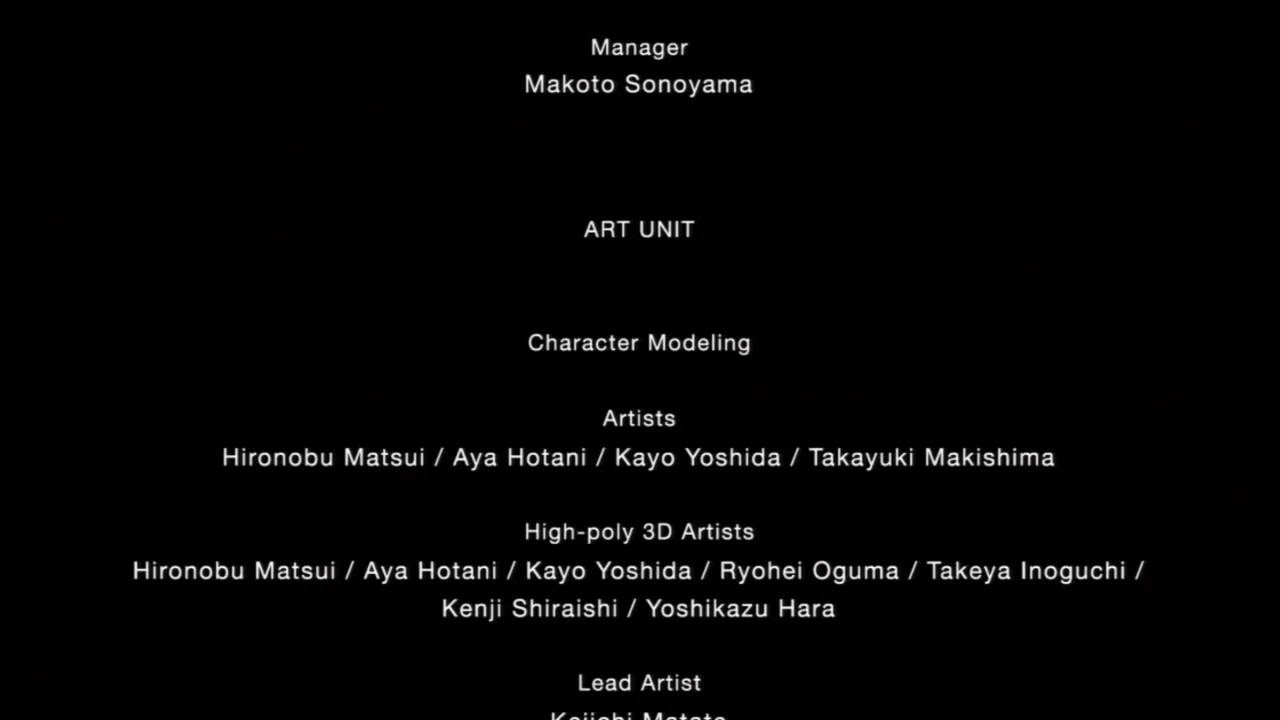 Manager
Makoto Sonoyama
ART UNIT
Character Modeling
Artists
Hironobu Matsui / Aya Hotani / Kayo Yoshida / Takayuki Makishima
High-poly 3D Artists
Hironobu Matsui / Aya Hotani / Kayo Yoshida / Ryohei Oguma / Takeya Inoguchi /
Kenji Shiraishi / Yoshikazu Hara
Lead Artist